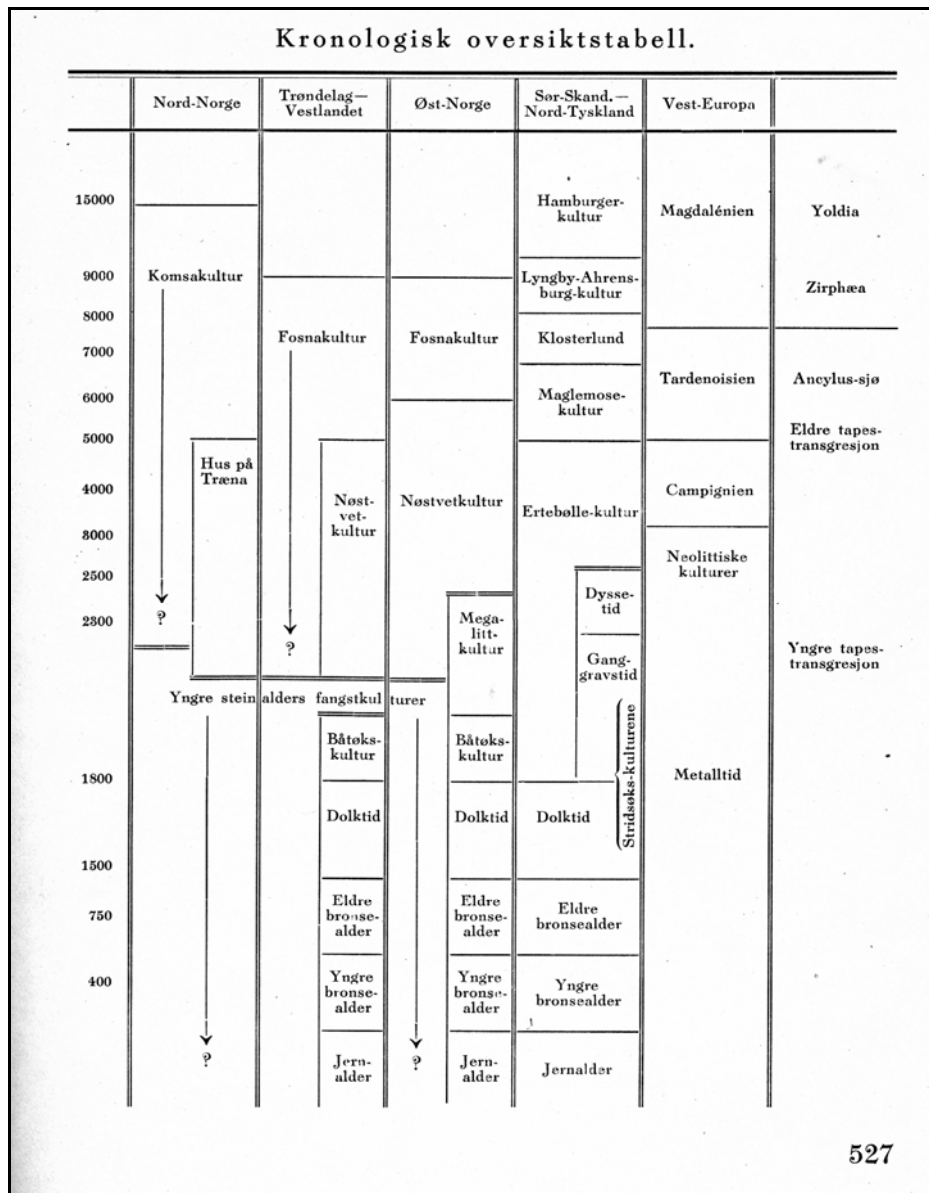 Kronologisk oversiktstabell.
Nord-Norge
Trøndelag—
Vestlandet
Øst-Norge
Sør-Skand.—
Nord-Tyskland
Vest-Europa
15000
9000
8000
7000
6000
5000
4000
3000
2500
2300
1800
1500
750
400
Komsakultur
?
Hus på
Træna
Yngre steinalders fangstkulturer
?
Fosnakultur
?
Nøst-
vet-
kultur
Båtøks-
kultur
Dolktid
Eldre
bronse-
alder
Yngre
bronse-
alder
Jern-
alder
Fosnakultur
Nøstvetkultur
?
Mega-
litt-
kultur
Båtøks-
kultur
Dolktid
Eldre
bronse-
alder
Yngre
bronse-
alder
Jern-
alder
Hamburger-
kultur
Lyngby-Ahrens-
burg-kultur
Klosterlund
Maglemose-
kultur
Ertebølle-kultur
Dysse-
tid
Gang-
gravstid
Stridsøks-kulturene
Dolktid
Eldre
bronsealder
Yngre
bronsealder
Jernalder
Magdalénien
Tardenoisien
Campignien
Neolittiske
kulturer
Metalltid
Yoldia
Zirphæa
Ancylus-sjø
Eldre tapes-
transgresjon
Yngre tapes-
transgresjon
527